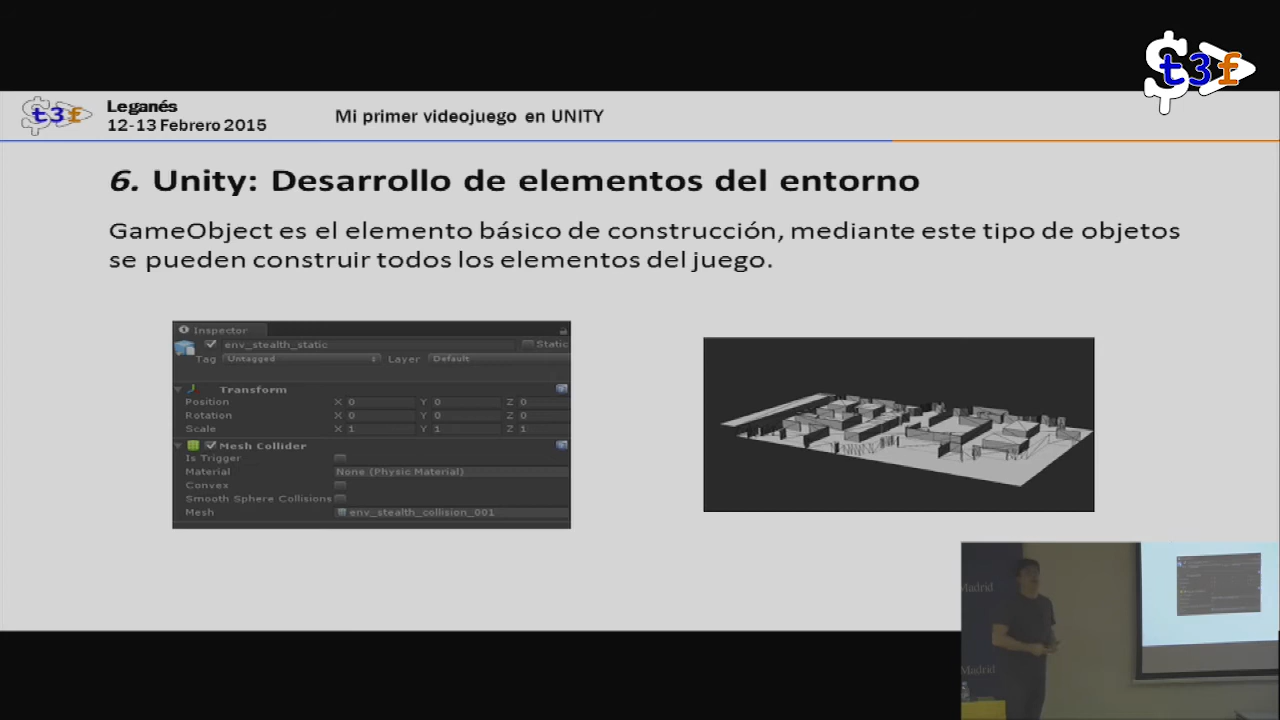 t3f
t3f
Leganés
12-13 Febrero 2015
Mi primer videojuego en UNITY
6. Unity: Desarrollo de elementos del entorno
GameObject es el elemento básico de construcción, mediante este tipo de objetos
se pueden construir todos los elementos del juego.
Inspector
env_stealth_static
Static
Tag Untagged Layer Default
Transform
Position X 0 Y 0 Z 0
Rotation X 0 Y 0 Z 0
Scale X 1 Y 1 Z 1
Mesh Collider
Is Trigger
Material None (Physic Material)
Convex
Smooth Sphere Collisions
Mesh env_stealth_collision_001
Madrid
Madrid